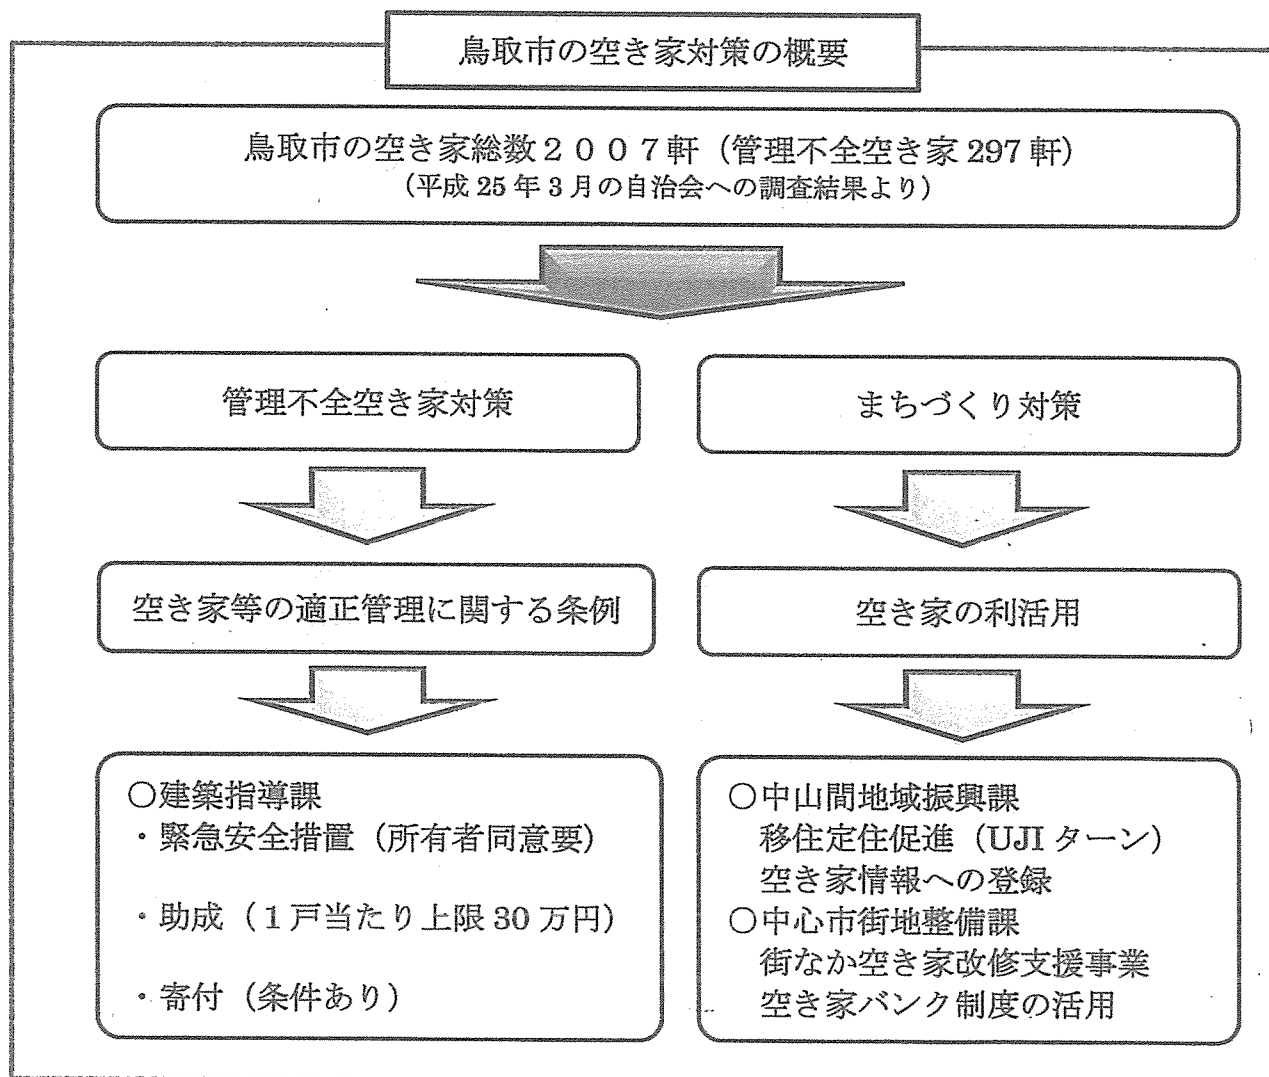 鳥取市の空き家対策の概要
鳥取市の空き家総数２００７軒（管理不全空き家 297 軒）
（平成 25 年 3 月の自治会への調査結果より）
管理不全空き家対策
まちづくり対策
空き家等の適正管理に関する条例
空き家の利活用
○建築指導課
・緊急安全措置（所有者同意要）
・助成（１戸当たり上限 30 万円）
・寄付（条件あり）
○中山間地域振興課
移住定住促進（UJI ターン）
空き家情報への登録
○中心市街地整備課
街なか空き家改修支援事業
空き家バンク制度の活用